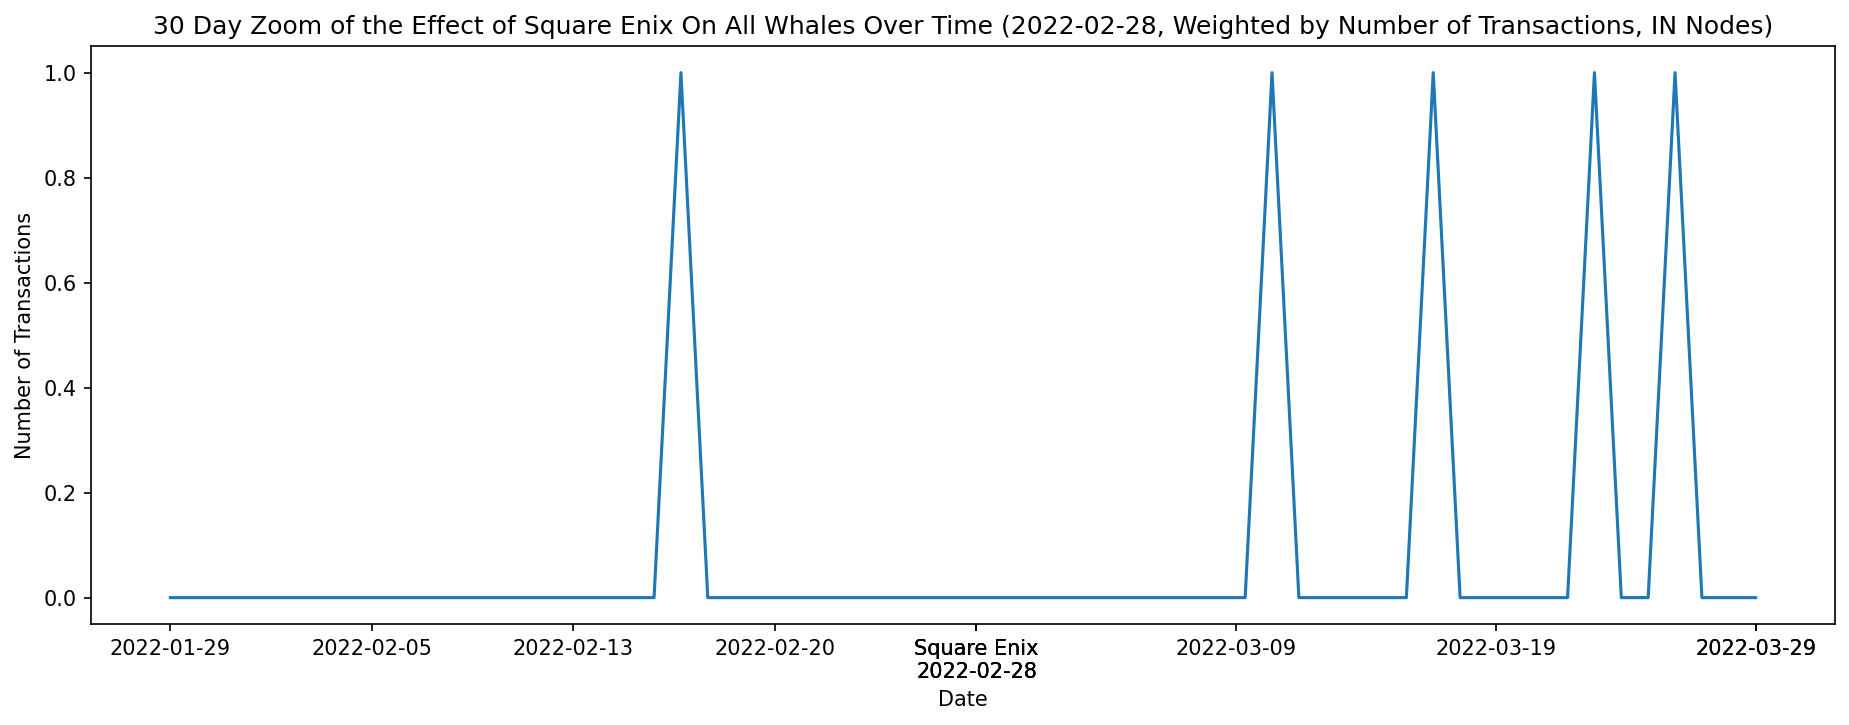 30 Day Zoom of the Effect of Square Enix On All Whales Over Time (2022-02-28, Weighted by Number of Transactions, IN Nodes)
Number of Transactions
1.0
0.8
0.6
0.4
0.2
0.0
2022-01-29 2022-02-05 2022-02-13 2022-02-20 Square Enix 2022-03-09 2022-03-19 2022-03-29
2022-02-28
Date